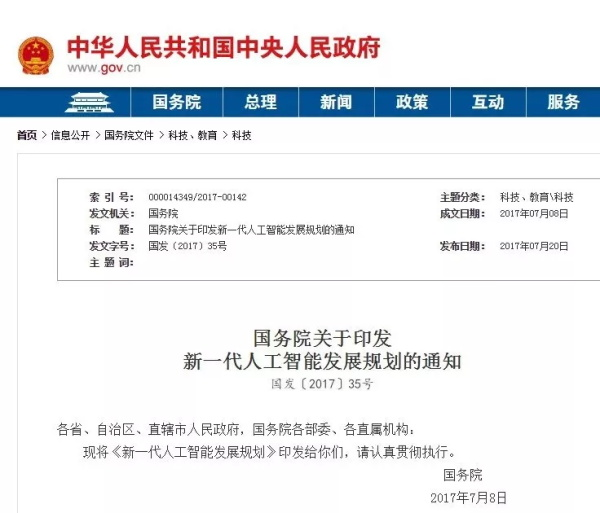 中华人民共和国中央人民政府
www.gov.cn
国务院 总理 新闻 政策 互动 服务
首页 > 信息公开 > 国务院文件 > 科技、教育 > 科技
索 引 号： 000014349/2017-00142 主题分类： 科技、教育\科技
发文机关： 国务院 成文日期： 2017年07月08日
标 题： 国务院关于印发新一代人工智能发展规划的通知
发文字号： 国发〔2017〕35号 发布日期： 2017年07月20日
主 题 词：
国务院关于印发
新一代人工智能发展规划的通知
国发〔2017〕35号
各省、自治区、直辖市人民政府，国务院各部委、各直属机构：
现将《新一代人工智能发展规划》印发给你们，请认真贯彻执行。
国务院
2017年7月8日